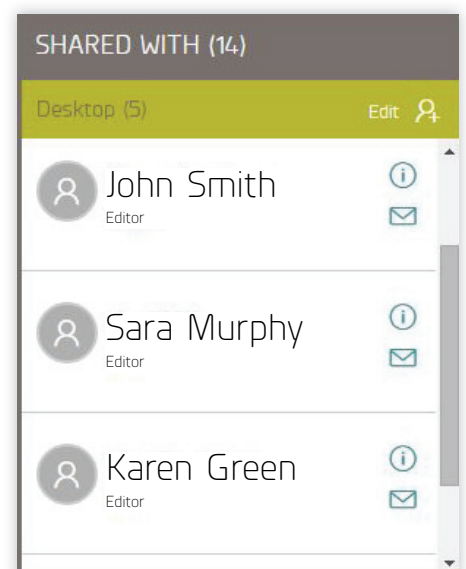 SHARED WITH (14)
Desktop (5) Edit
John Smith
Editor
Sara Murphy
Editor
Karen Green
Editor